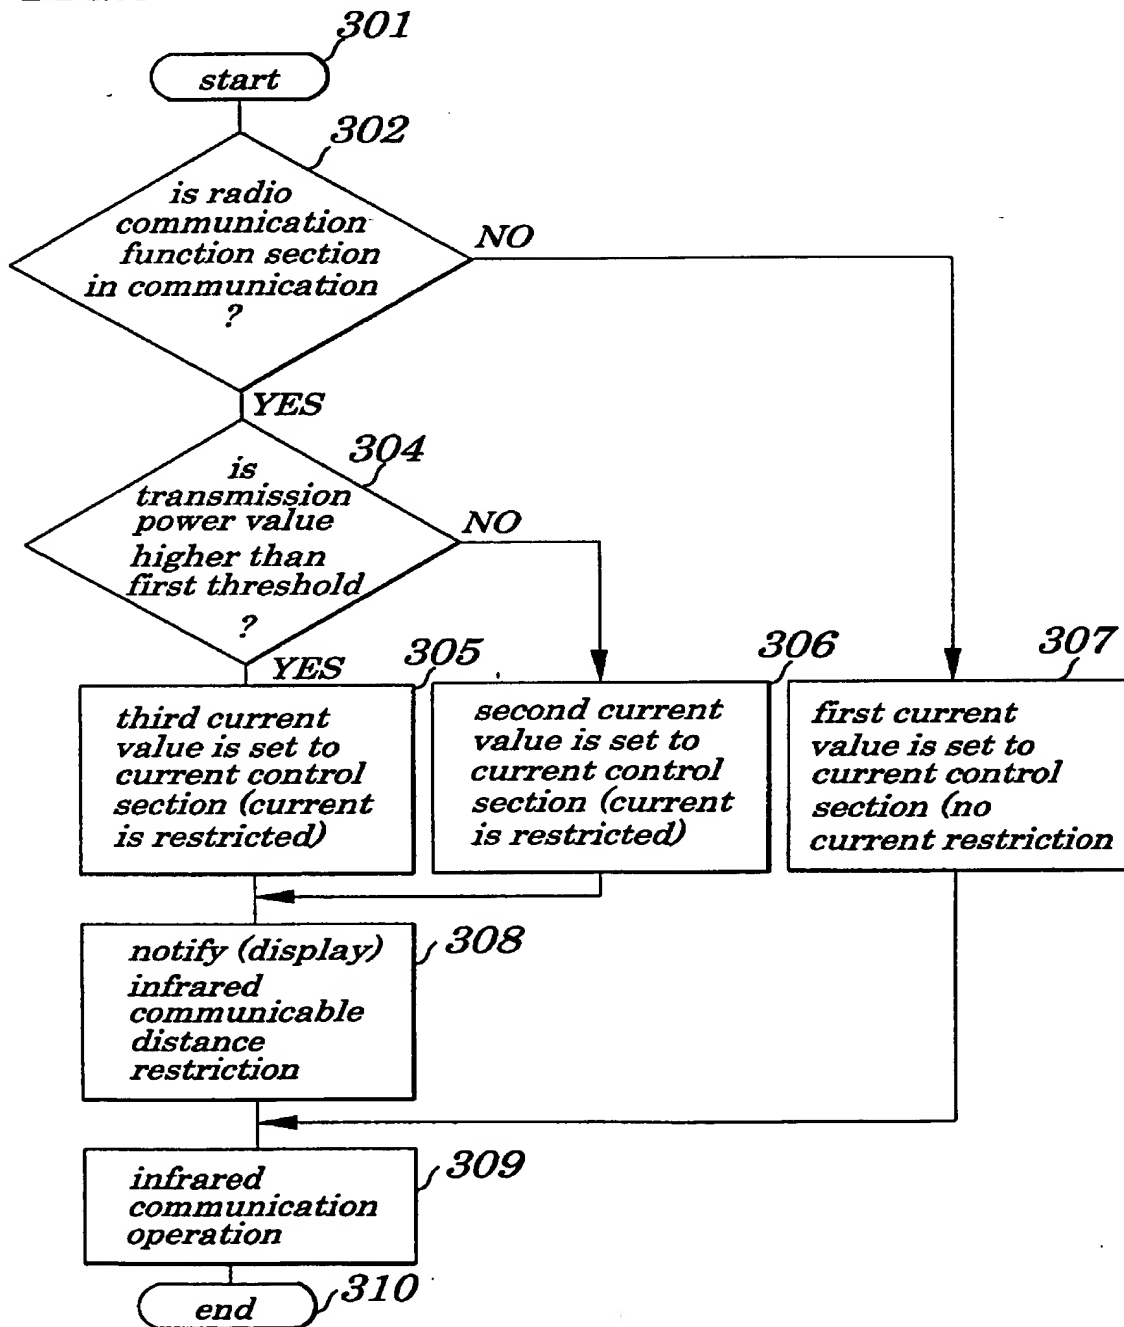 301
start
302
is radio
communication
function section
in communication
?
NO
YES
304
is
transmission
power value
higher than
first threshold
?
NO
YES
305
third current
value is set to
current control
section (current
is restricted)
306
second current
value is set to
current control
section (current
is restricted)
307
first current
value is set to
current control
section (no
current restriction
308
notify (display)
infrared
communicable
distance
restriction
309
infrared
communication
operation
310
end